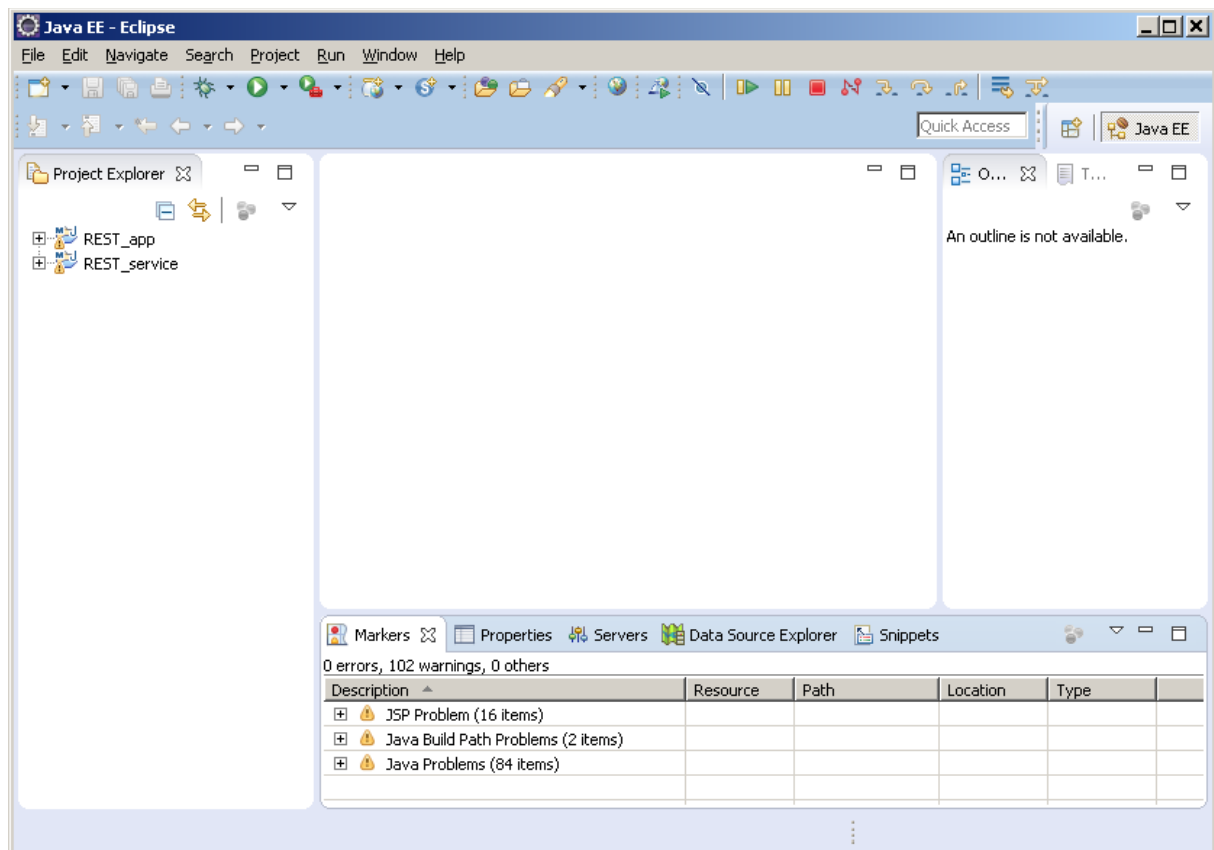 Java EE - Eclipse
File Edit Navigate Search Project Run Window Help
Quick Access
Java EE
Project Explorer
REST_app
REST_service
O...
T...
An outline is not available.
Markers Properties Servers Data Source Explorer Snippets
0 errors, 102 warnings, 0 others
Description Resource Path Location Type
JSP Problem (16 items)
Java Build Path Problems (2 items)
Java Problems (84 items)